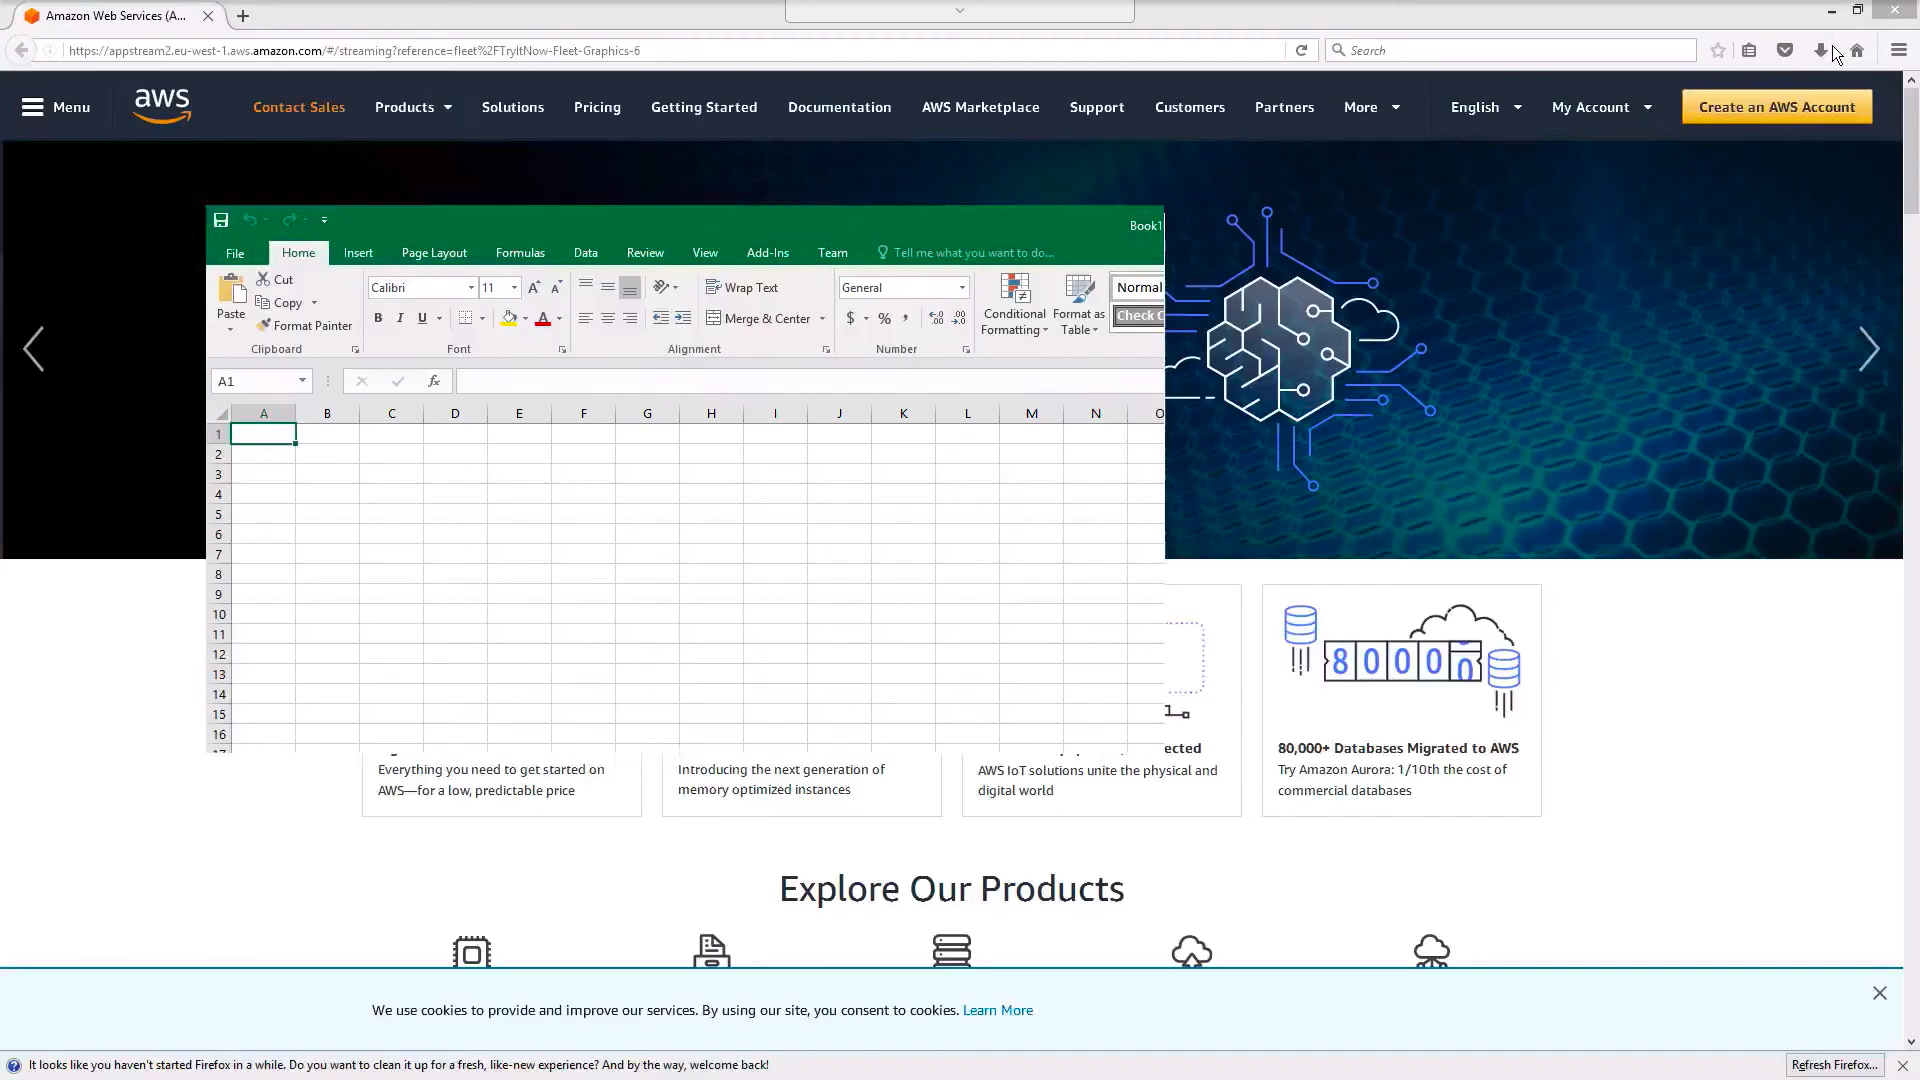 Amazon Web Services (A...
https://appstream2.eu-west-1.aws.amazon.com/#/streaming?reference=fleet%2FTryItNow-Fleet-Graphics-6
Search
Menu
aws
Contact Sales
Products
Solutions
Pricing
Getting Started
Documentation
AWS Marketplace
Support
Customers
Partners
More
English
My Account
Create an AWS Account
Book1
File
Home
Insert
Page Layout
Formulas
Data
Review
View
Add-Ins
Team
Tell me what you want to do...
Paste
Cut
Copy
Format Painter
Clipboard
Calibri
11
B I U
Font
Wrap Text
Merge & Center
Alignment
General
$ % ,
Number
Conditional
Formatting
Format as
Table
Normal
Check C
A1
fx
A B C D E F G H I J K L M N O
1
2
3
4
5
6
7
8
9
10
11
12
13
14
15
16
17
Everything you need to get started on
AWS—for a low, predictable price
Introducing the next generation of
memory optimized instances
ected
AWS IoT solutions unite the physical and
digital world
80000
80,000+ Databases Migrated to AWS
Try Amazon Aurora: 1/10th the cost of
commercial databases
Explore Our Products
We use cookies to provide and improve our services. By using our site, you consent to cookies. Learn More
It looks like you haven't started Firefox in a while. Do you want to clean it up for a fresh, like-new experience? And by the way, welcome back!
Refresh Firefox...